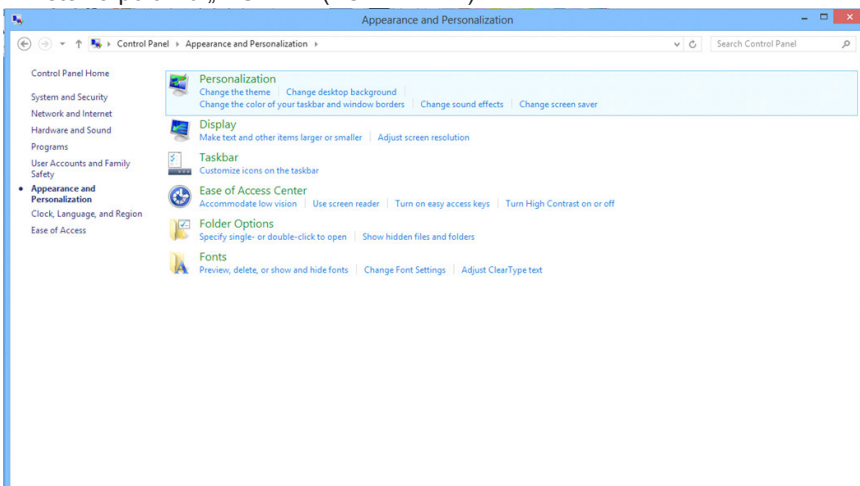 Appearance and Personalization
Control Panel Appearance and Personalization
Search Control Panel
Control Panel Home
System and Security
Network and Internet
Hardware and Sound
Programs
User Accounts and Family
Safety
Appearance and
Personalization
Clock, Language, and Region
Ease of Access
Personalization
Change the theme Change desktop background
Change the color of your taskbar and window borders Change sound effects Change screen saver
Display
Make text and other items larger or smaller Adjust screen resolution
Taskbar
Customize icons on the taskbar
Ease of Access Center
Accommodate low vision Use screen reader Turn on easy access keys Turn High Contrast on or off
Folder Options
Specify single- or double-click to open Show hidden files and folders
Fonts
Preview, delete, or show and hide fonts Change Font Settings Adjust ClearType text